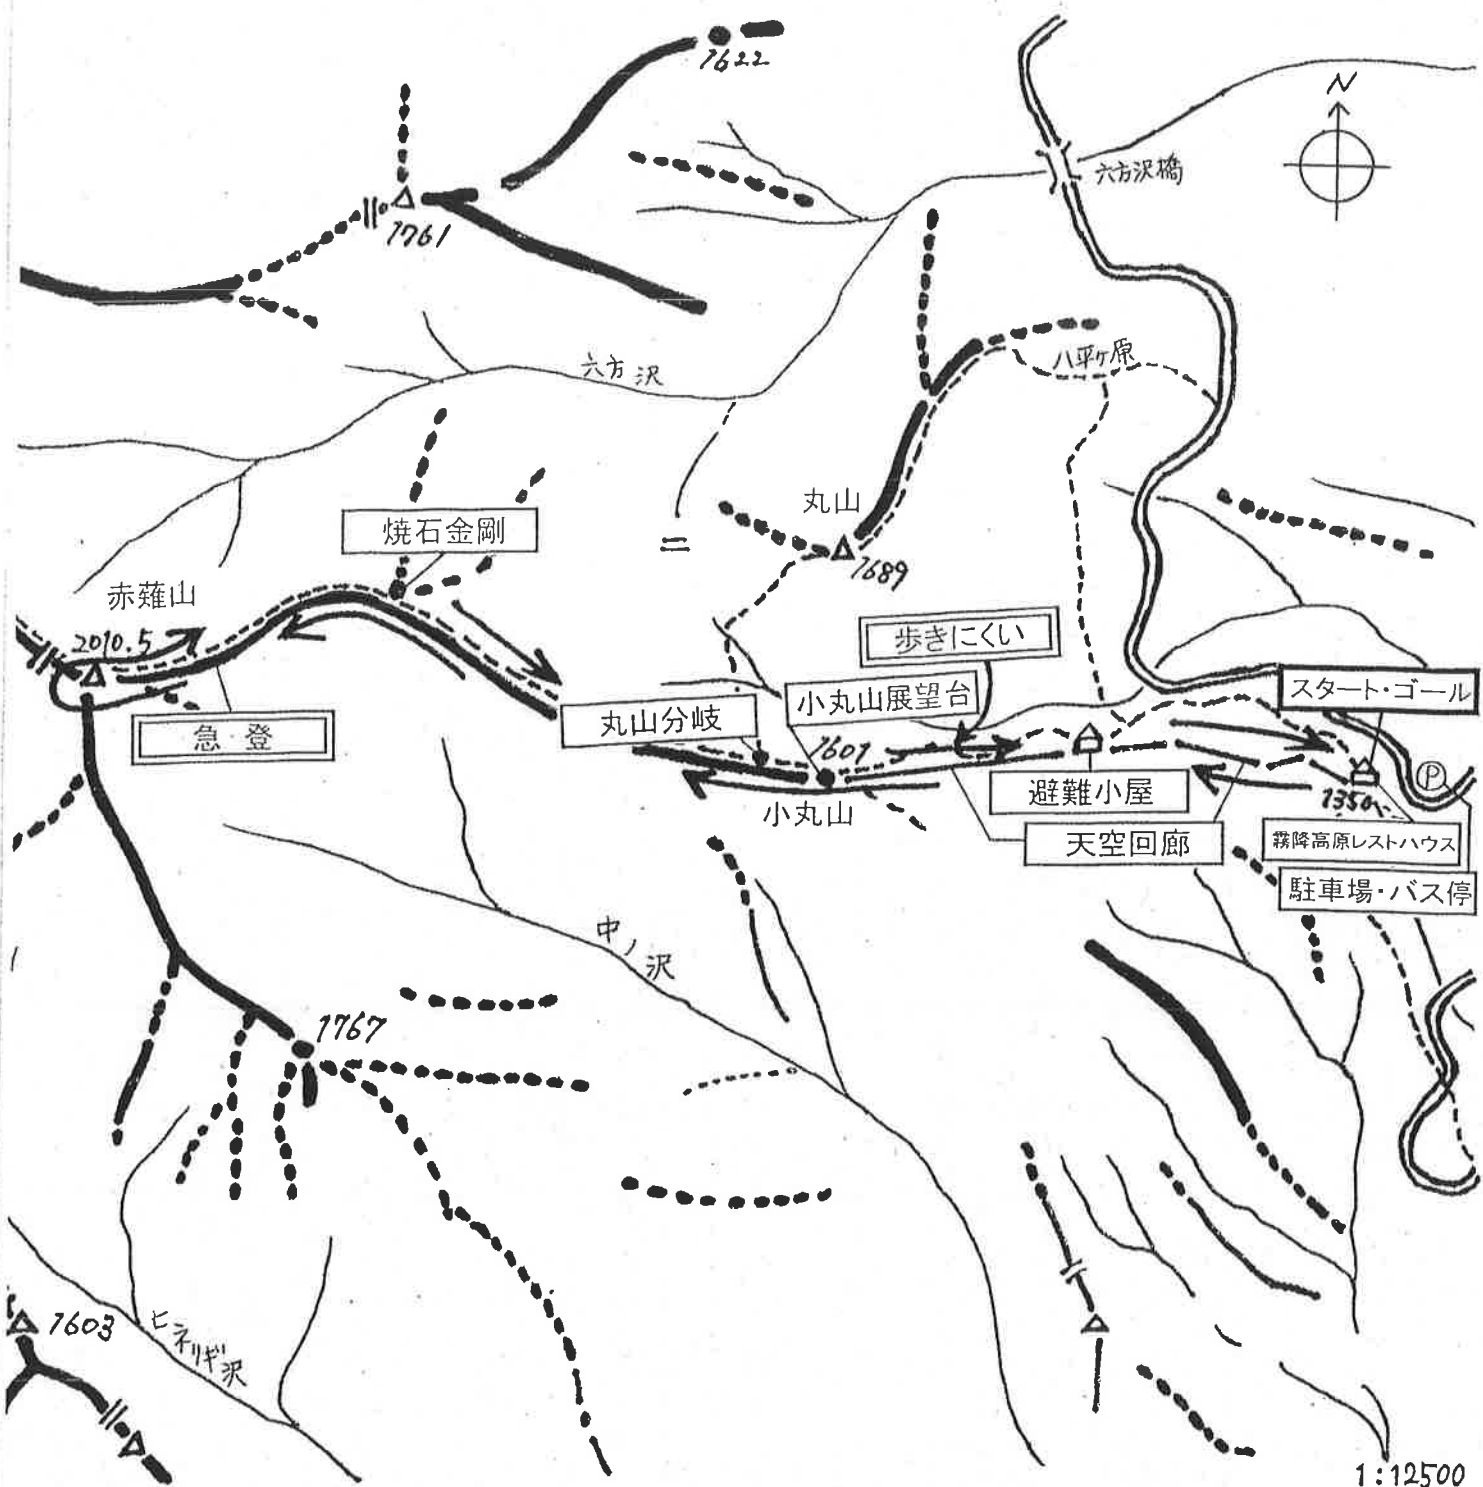 1622
N
六方沢橋
1761
八平ヶ原
六方沢
丸山
焼石金剛
1689
赤薙山
2010.5
歩きにくい
小丸山展望台
スタート・ゴール
丸山分岐
急登
1601
避難小屋
P
1350
小丸山
天空回廊
霧降高原レストハウス
駐車場・バス停
中ノ沢
1767
1603
ヒネリギ沢
1:12500